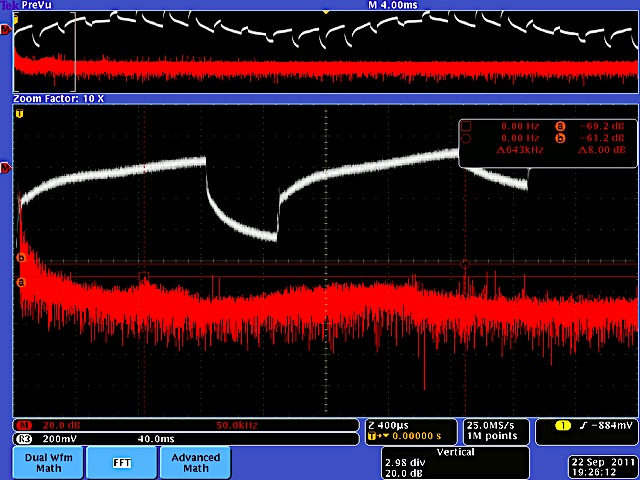 Tek PreVu M 4.00ms
Zoom Factor: 10 X
T
0.00 Hz a -69.2 dB
0.00 Hz b -61.2 dB
Δ643kHz Δ8.00 dB
b
a
M 20.0 dB 50.0kHz
R3 200mV 40.0ms
Z 400µs
T 0.00000 s
25.0MS/s
1M points
1 -884mV
Dual Wfm
Math
FFT
Advanced
Math
Vertical
2.98 div
20.0 dB
22 Sep 2011
19:26:12